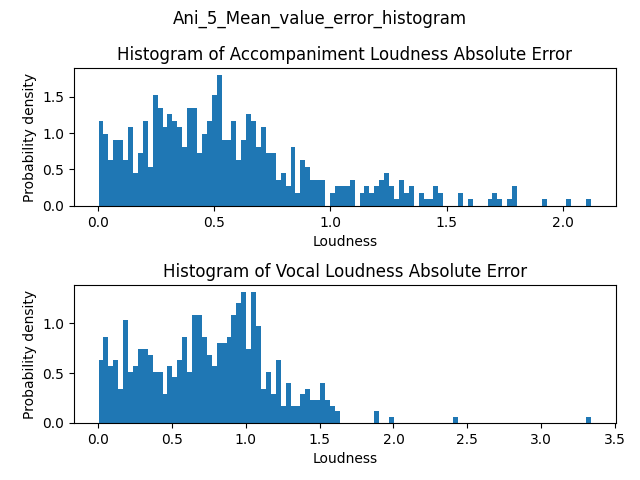 Ani_5_Mean_value_error_histogram
Histogram of Accompaniment Loudness Absolute Error
Probability density
1.5
1.0
0.5
0.0
0.0 0.5 1.0 1.5 2.0
Loudness
Histogram of Vocal Loudness Absolute Error
Probability density
1.0
0.5
0.0
0.0 0.5 1.0 1.5 2.0 2.5 3.0 3.5
Loudness